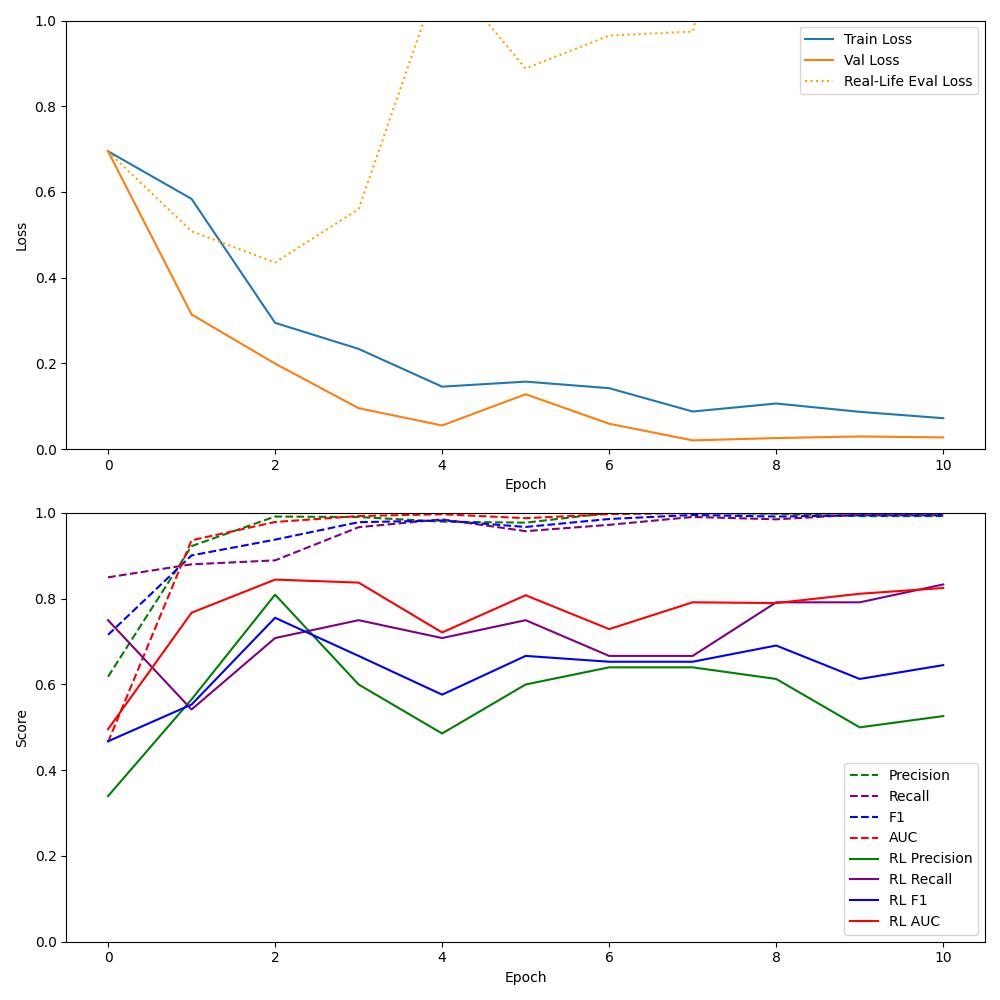 1.0
0.8
0.6
0.4
0.2
0.0
Loss
Train Loss
Val Loss
Real-Life Eval Loss
0 2 4 6 8 10
Epoch
1.0
0.8
0.6
0.4
0.2
0.0
Score
Precision
Recall
F1
AUC
RL Precision
RL Recall
RL F1
RL AUC
0 2 4 6 8 10
Epoch